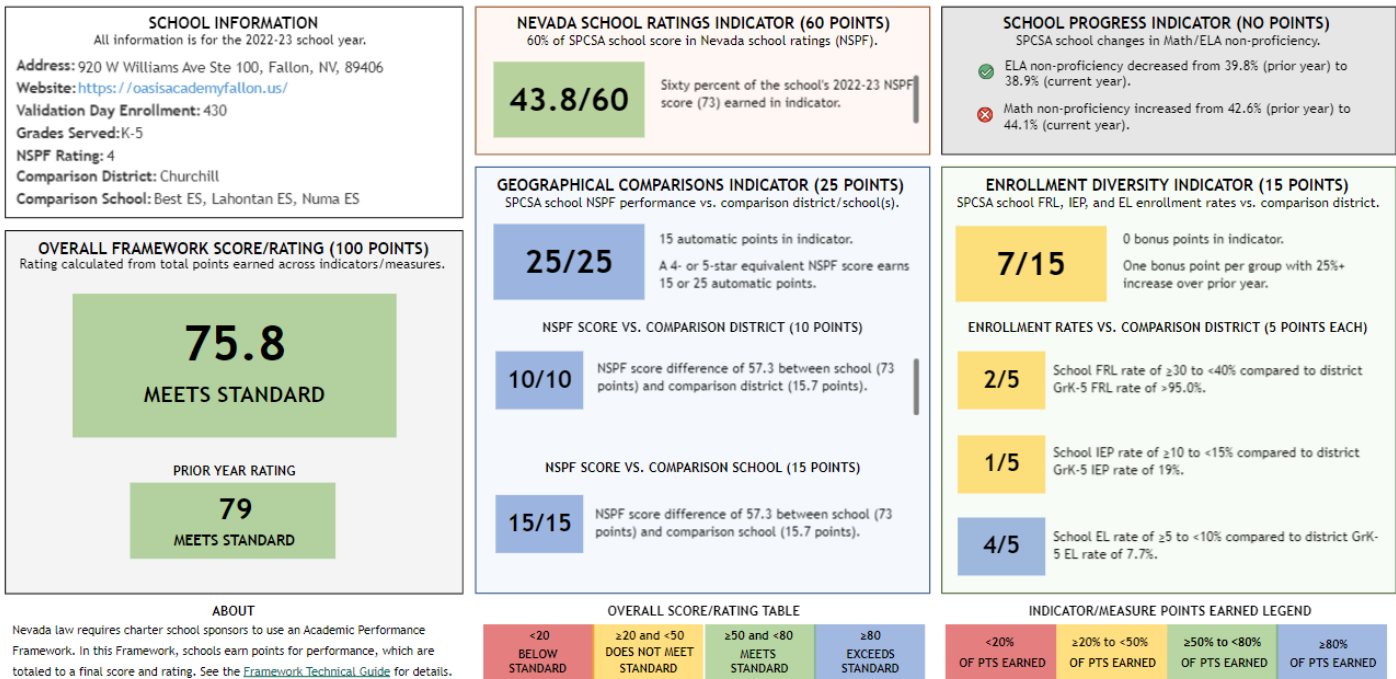 SCHOOL INFORMATION
All information is for the 2022-23 school year.
Address: 920 W Williams Ave Ste 100, Fallon, NV, 89406
Website: https://oasisacademyfallon.us/
Validation Day Enrollment: 430
Grades Served: K-5
NSPF Rating: 4
Comparison District: Churchill
Comparison School: Best ES, Lahontan ES, Numa ES
OVERALL FRAMEWORK SCORE/RATING (100 POINTS)
Rating calculated from total points earned across indicators/measures.
75.8
MEETS STANDARD
PRIOR YEAR RATING
79
MEETS STANDARD
ABOUT
Nevada law requires charter school sponsors to use an Academic Performance
Framework. In this Framework, schools earn points for performance, which are
totaled to a final score and rating. See the Framework Technical Guide for details.
NEVADA SCHOOL RATINGS INDICATOR (60 POINTS)
60% of SPCSA school score in Nevada school ratings (NSPF).
43.8/60
Sixty percent of the school's 2022-23 NSPF
score (73) earned in indicator.
GEOGRAPHICAL COMPARISONS INDICATOR (25 POINTS)
SPCSA school NSPF performance vs. comparison district/school(s).
25/25
15 automatic points in indicator.
A 4- or 5-star equivalent NSPF score earns
15 or 25 automatic points.
NSPF SCORE VS. COMPARISON DISTRICT (10 POINTS)
10/10
NSPF score difference of 57.3 between school (73
points) and comparison district (15.7 points).
NSPF SCORE VS. COMPARISON SCHOOL (15 POINTS)
15/15
NSPF score difference of 57.3 between school (73
points) and comparison school (15.7 points).
OVERALL SCORE/RATING TABLE
<20
BELOW
STANDARD
≥20 and <50
DOES NOT MEET
STANDARD
≥50 and <80
MEETS
STANDARD
≥80
EXCEEDS
STANDARD
SCHOOL PROGRESS INDICATOR (NO POINTS)
SPCSA school changes in Math/ELA non-proficiency.
ELA non-proficiency decreased from 39.8% (prior year) to
38.9% (current year).
Math non-proficiency increased from 42.6% (prior year) to
44.1% (current year).
ENROLLMENT DIVERSITY INDICATOR (15 POINTS)
SPCSA school FRL, IEP, and EL enrollment rates vs. comparison district.
7/15
0 bonus points in indicator.
One bonus point per group with 25%+
increase over prior year.
ENROLLMENT RATES VS. COMPARISON DISTRICT (5 POINTS EACH)
2/5
School FRL rate of ≥30 to <40% compared to district
GrK-5 FRL rate of >95.0%.
1/5
School IEP rate of ≥10 to <15% compared to district
GrK-5 IEP rate of 19%.
4/5
School EL rate of ≥5 to <10% compared to district GrK-
5 EL rate of 7.7%.
INDICATOR/MEASURE POINTS EARNED LEGEND
<20%
OF PTS EARNED
≥20% to <50%
OF PTS EARNED
≥50% to <80%
OF PTS EARNED
≥80%
OF PTS EARNED